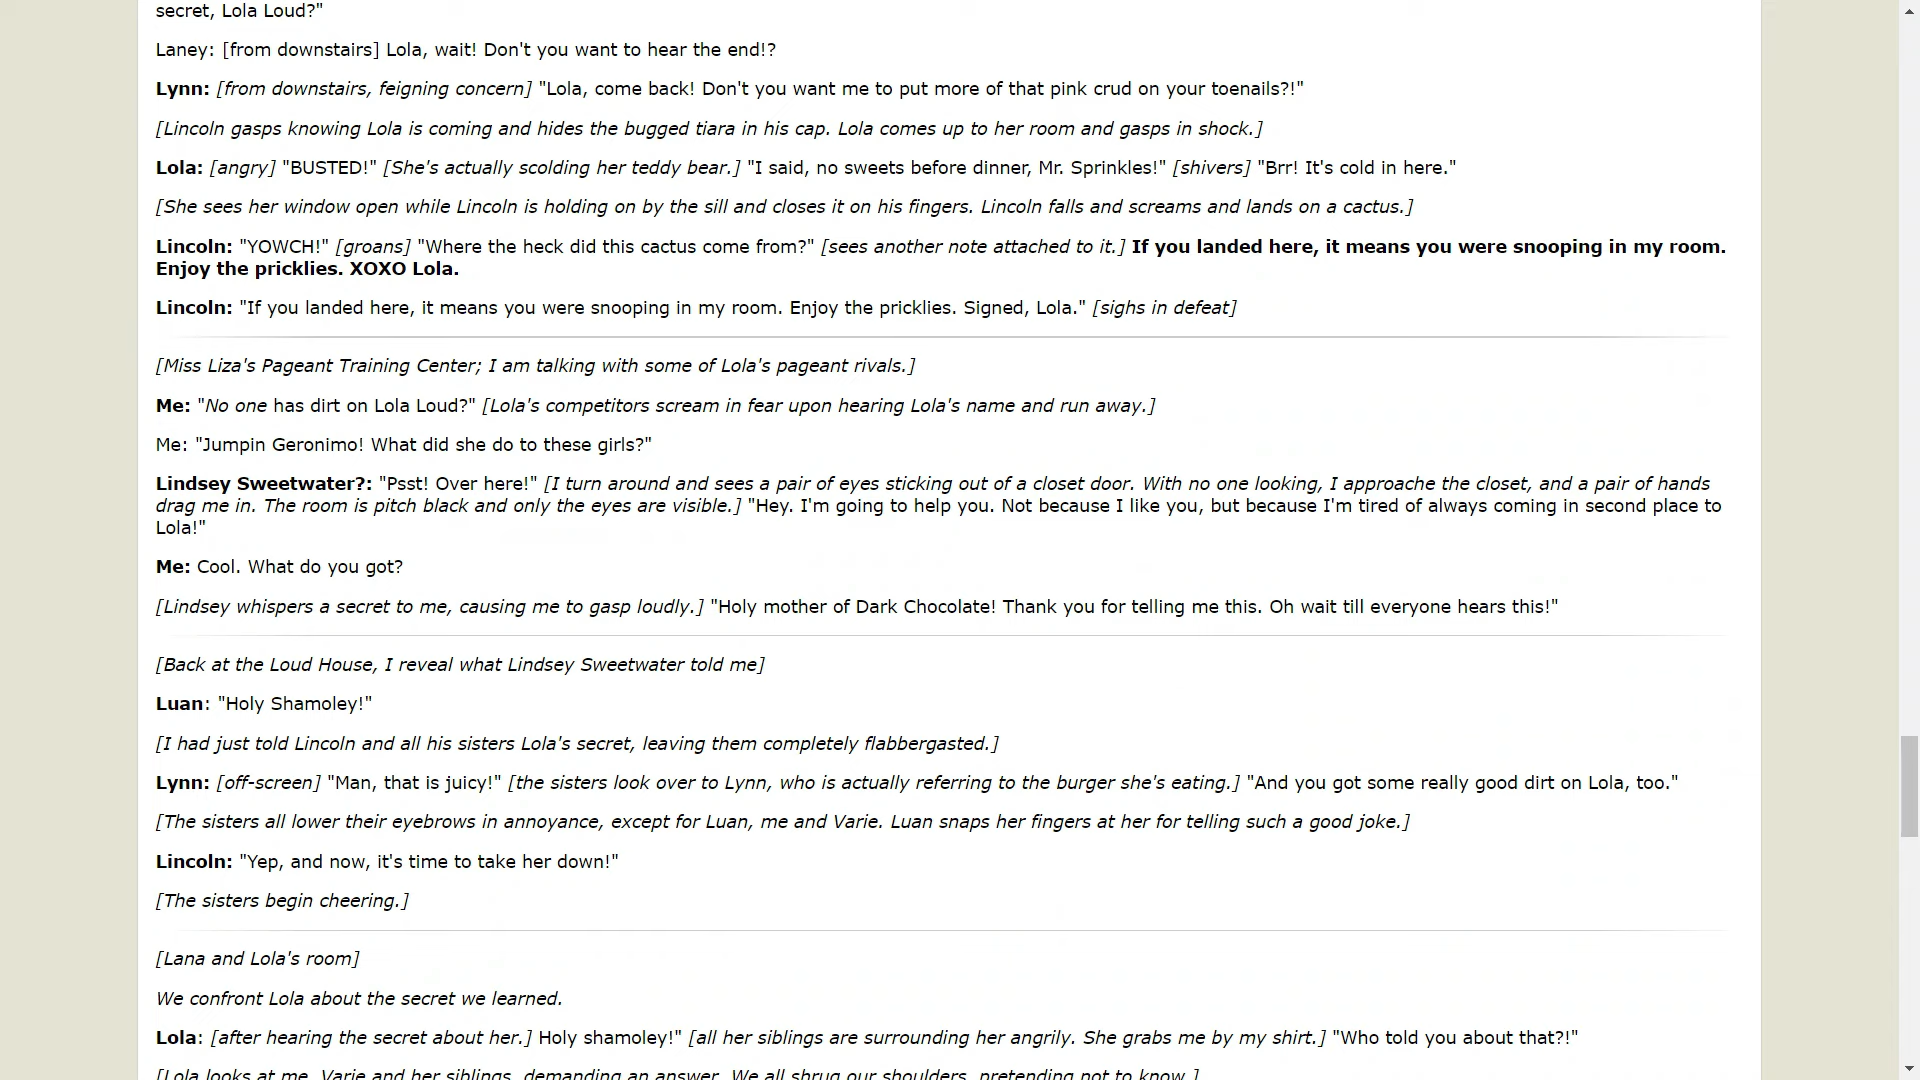 secret, Lola Loud?"
Laney: [from downstairs] Lola, wait! Don't you want to hear the end!?
Lynn: [from downstairs, feigning concern] "Lola, come back! Don't you want me to put more of that pink crud on your toenails?!"
[Lincoln gasps knowing Lola is coming and hides the bugged tiara in his cap. Lola comes up to her room and gasps in shock.]
Lola: [angry] "BUSTED!" [She's actually scolding her teddy bear.] "I said, no sweets before dinner, Mr. Sprinkles!" [shivers] "Brr! It's cold in here."
[She sees her window open while Lincoln is holding on by the sill and closes it on his fingers. Lincoln falls and screams and lands on a cactus.]
Lincoln: "YOWCH!" [groans] "Where the heck did this cactus come from?" [sees another note attached to it.] If you landed here, it means you were snooping in my room.
Enjoy the pricklies. XOXO Lola.
Lincoln: "If you landed here, it means you were snooping in my room. Enjoy the pricklies. Signed, Lola." [sighs in defeat]
[Miss Liza's Pageant Training Center; I am talking with some of Lola's pageant rivals.]
Me: "No one has dirt on Lola Loud?" [Lola's competitors scream in fear upon hearing Lola's name and run away.]
Me: "Jumpin Geronimo! What did she do to these girls?"
Lindsey Sweetwater?: "Psst! Over here!" [I turn around and sees a pair of eyes sticking out of a closet door. With no one looking, I approache the closet, and a pair of hands
drag me in. The room is pitch black and only the eyes are visible.] "Hey. I'm going to help you. Not because I like you, but because I'm tired of always coming in second place to
Lola!"
Me: Cool. What do you got?
[Lindsey whispers a secret to me, causing me to gasp loudly.] "Holy mother of Dark Chocolate! Thank you for telling me this. Oh wait till everyone hears this!"
[Back at the Loud House, I reveal what Lindsey Sweetwater told me]
Luan: "Holy Shamoley!"
[I had just told Lincoln and all his sisters Lola's secret, leaving them completely flabbergasted.]
Lynn: [off-screen] "Man, that is juicy!" [the sisters look over to Lynn, who is actually referring to the burger she's eating.] "And you got some really good dirt on Lola, too."
[The sisters all lower their eyebrows in annoyance, except for Luan, me and Varie. Luan snaps her fingers at her for telling such a good joke.]
Lincoln: "Yep, and now, it's time to take her down!"
[The sisters begin cheering.]
[Lana and Lola's room]
We confront Lola about the secret we learned.
Lola: [after hearing the secret about her.] Holy shamoley!" [all her siblings are surrounding her angrily. She grabs me by my shirt.] "Who told you about that?!"
[Lola looks at me, Varie and her siblings, demanding an answer. We all shrug our shoulders, pretending not to know.]